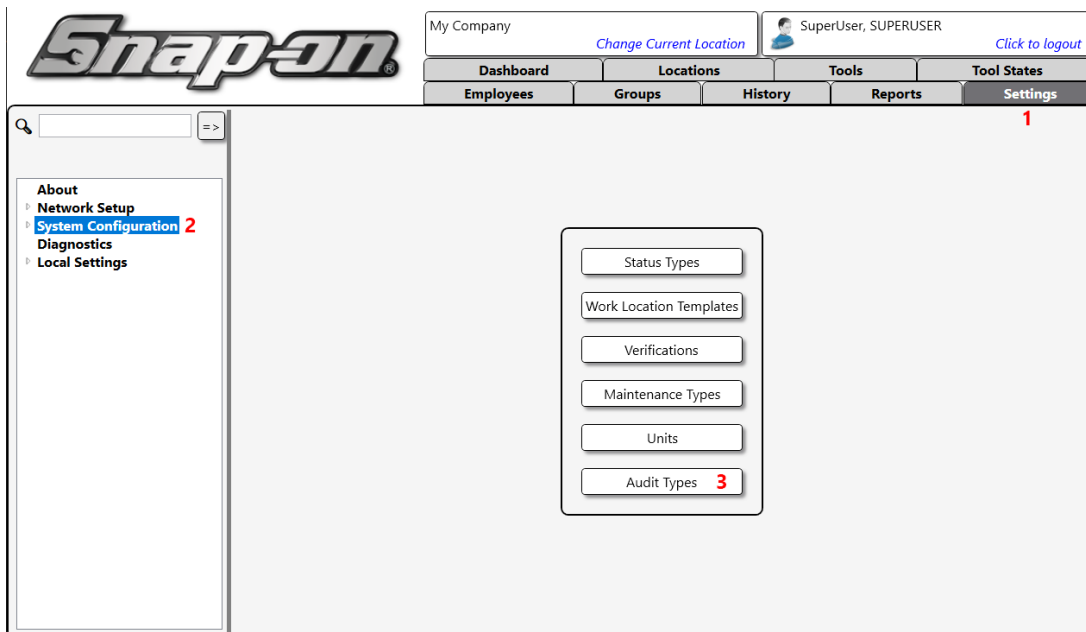 Snap-on®
My Company
Change Current Location
SuperUser, SUPERUSER
Click to logout
Dashboard
Locations
Tools
Tool States
Employees
Groups
History
Reports
Settings
1
=>
About
Network Setup
System Configuration 2
Diagnostics
Local Settings
Status Types
Work Location Templates
Verifications
Maintenance Types
Units
Audit Types 3